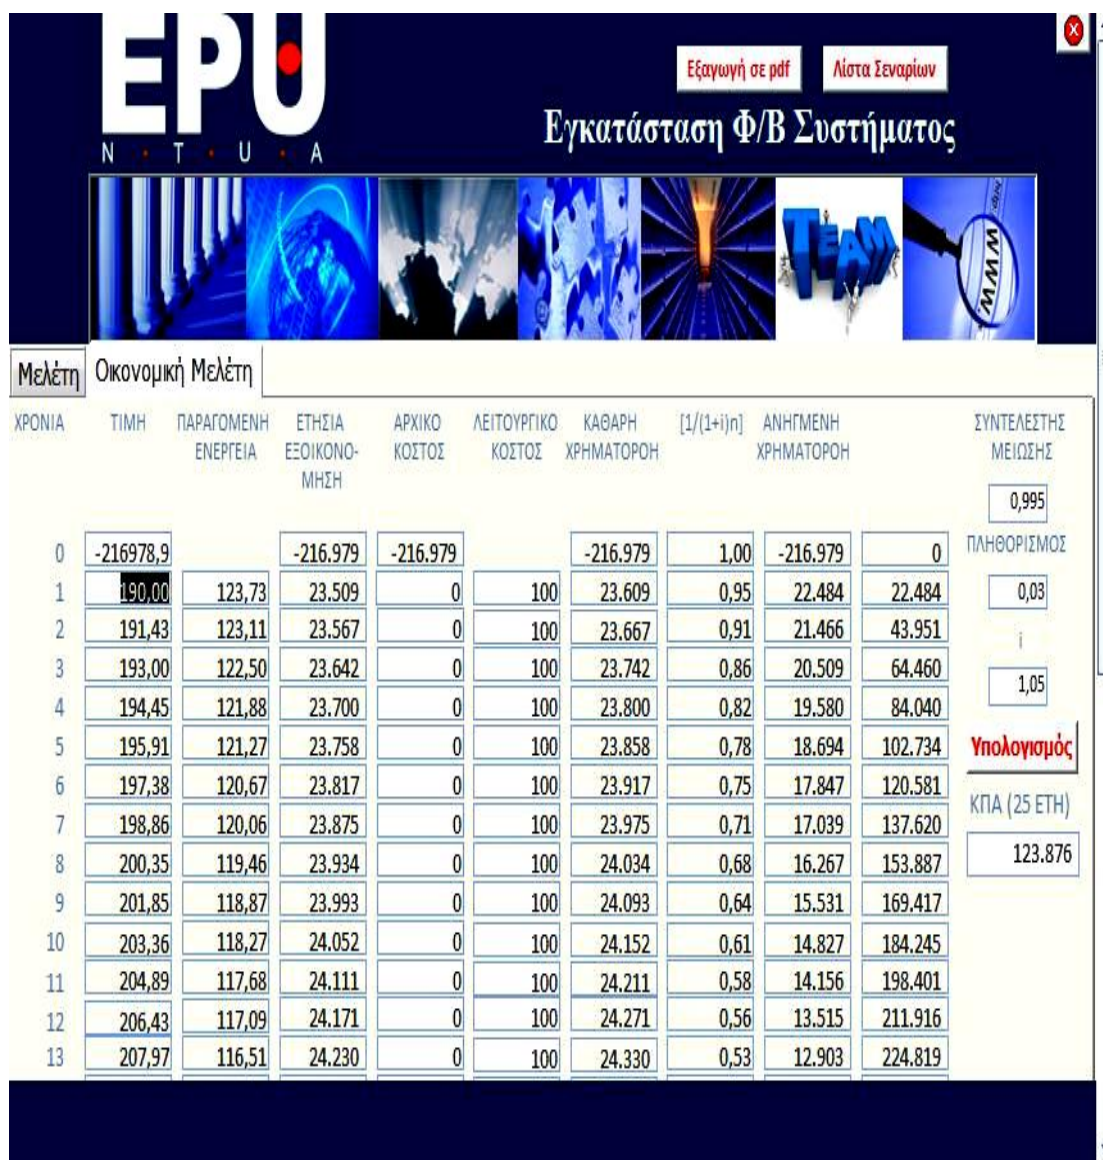 EPU
N · T · U · A
Εξαγωγή σε pdf
Λίστα Σεναρίων
Εγκατάσταση Φ/Β Συστήματος
TEAM
http
WWW
Μελέτη Οικονομική Μελέτη
ΧΡΟΝΙΑ ΤΙΜΗ ΠΑΡΑΓΟΜΕΝΗ ΕΤΗΣΙΑ ΑΡΧΙΚΟ ΛΕΙΤΟΥΡΓΙΚΟ ΚΑΘΑΡΗ [1/(1+i)n] ΑΝΗΓΜΕΝΗ
ΕΝΕΡΓΕΙΑ ΕΞΟΙΚΟΝΟ- ΚΟΣΤΟΣ ΚΟΣΤΟΣ ΧΡΗΜΑΤΟΡΟΗ ΧΡΗΜΑΤΟΡΟΗ
ΜΗΣΗ
0 -216978,9 -216.979 -216.979 -216.979 1,00 -216.979 0
1 190,00 123,73 23.509 0 100 23.609 0,95 22.484 22.484
2 191,43 123,11 23.567 0 100 23.667 0,91 21.466 43.951
3 193,00 122,50 23.642 0 100 23.742 0,86 20.509 64.460
4 194,45 121,88 23.700 0 100 23.800 0,82 19.580 84.040
5 195,91 121,27 23.758 0 100 23.858 0,78 18.694 102.734
6 197,38 120,67 23.817 0 100 23.917 0,75 17.847 120.581
7 198,86 120,06 23.875 0 100 23.975 0,71 17.039 137.620
8 200,35 119,46 23.934 0 100 24.034 0,68 16.267 153.887
9 201,85 118,87 23.993 0 100 24.093 0,64 15.531 169.417
10 203,36 118,27 24.052 0 100 24.152 0,61 14.827 184.245
11 204,89 117,68 24.111 0 100 24.211 0,58 14.156 198.401
12 206,43 117,09 24.171 0 100 24.271 0,56 13.515 211.916
13 207,97 116,51 24.230 0 100 24.330 0,53 12.903 224.819
ΣΥΝΤΕΛΕΣΤΗΣ
ΜΕΙΩΣΗΣ
0,995
ΠΛΗΘΟΡΙΣΜΟΣ
0,03
i
1,05
Υπολογισμός
ΚΠΑ (25 ΕΤΗ)
123.876